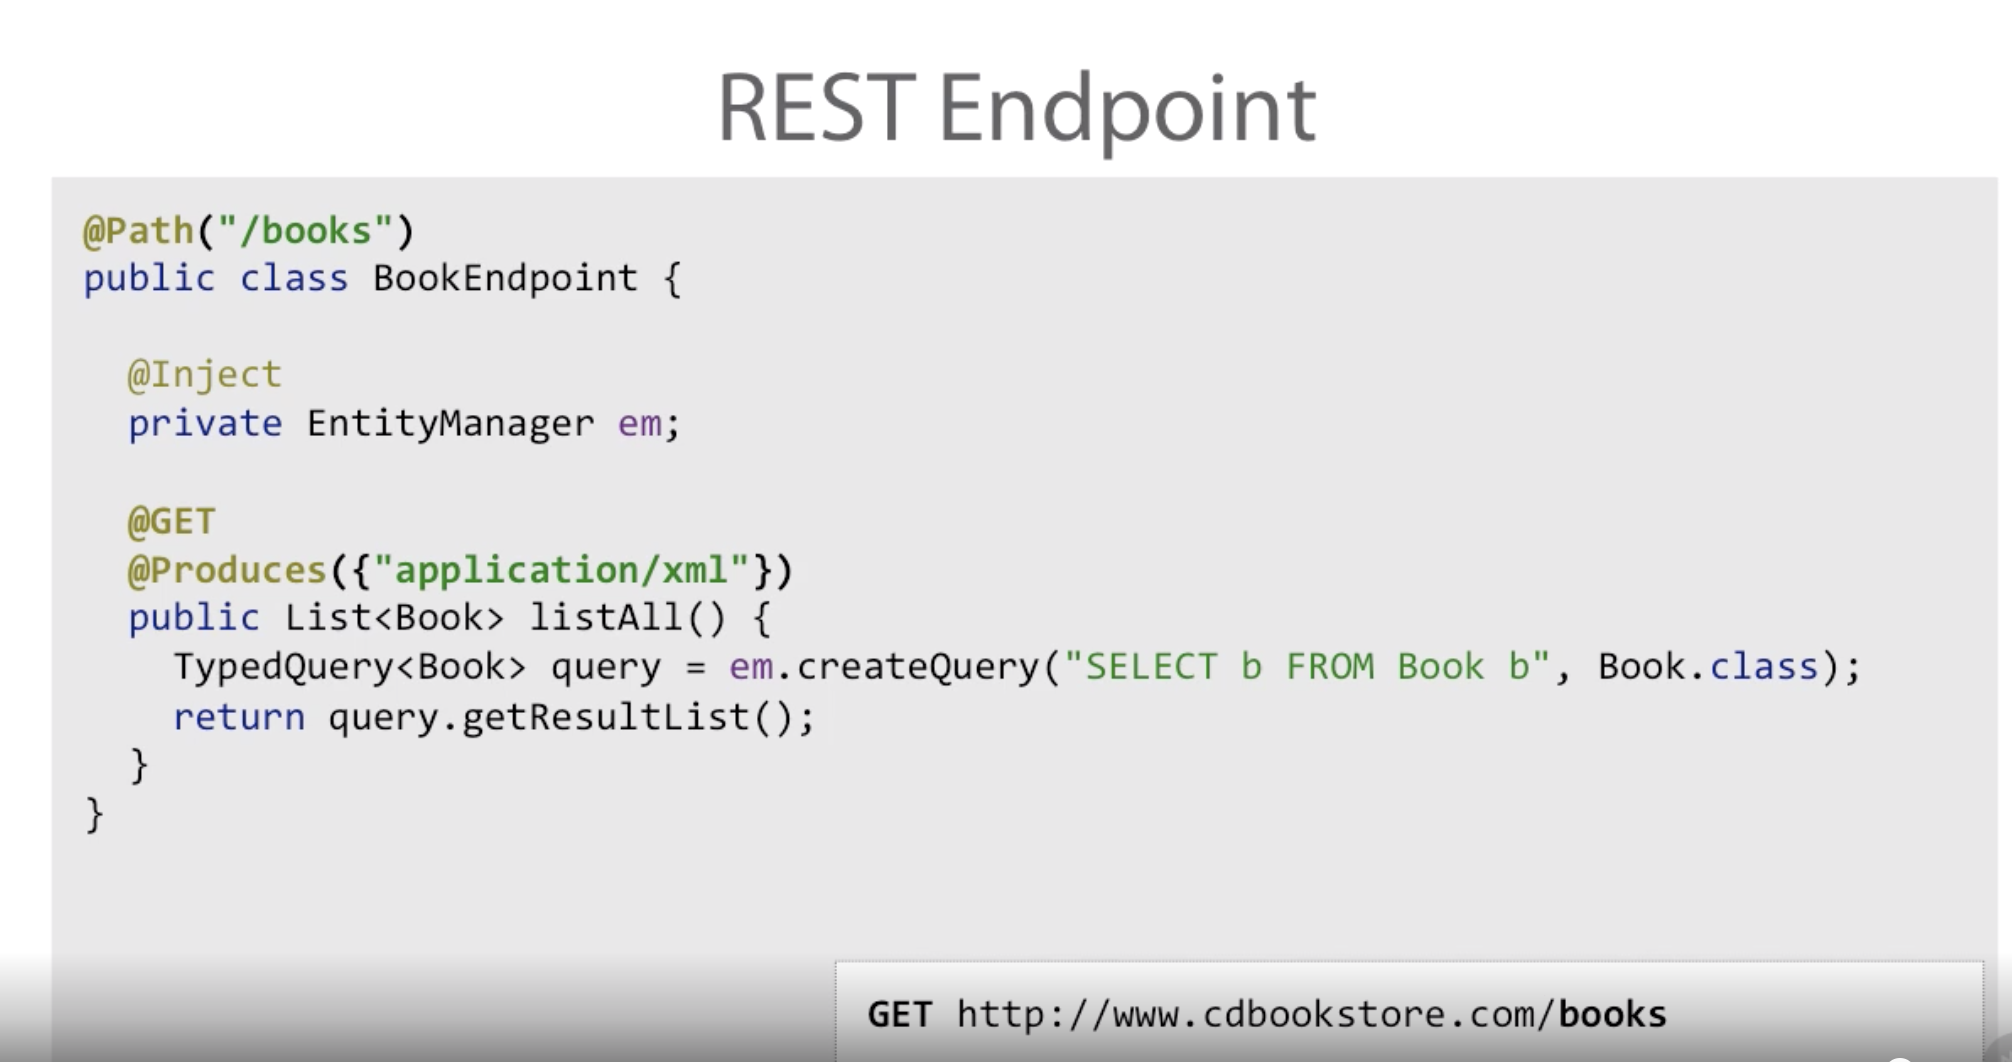 REST Endpoint
@Path("/books")
public class BookEndpoint {
@Inject
private EntityManager em;
@GET
@Produces({"application/xml"})
public List<Book> listAll() {
TypedQuery<Book> query = em.createQuery("SELECT b FROM Book b", Book.class);
return query.getResultList();
}
}
GET http://www.cdbookstore.com/books